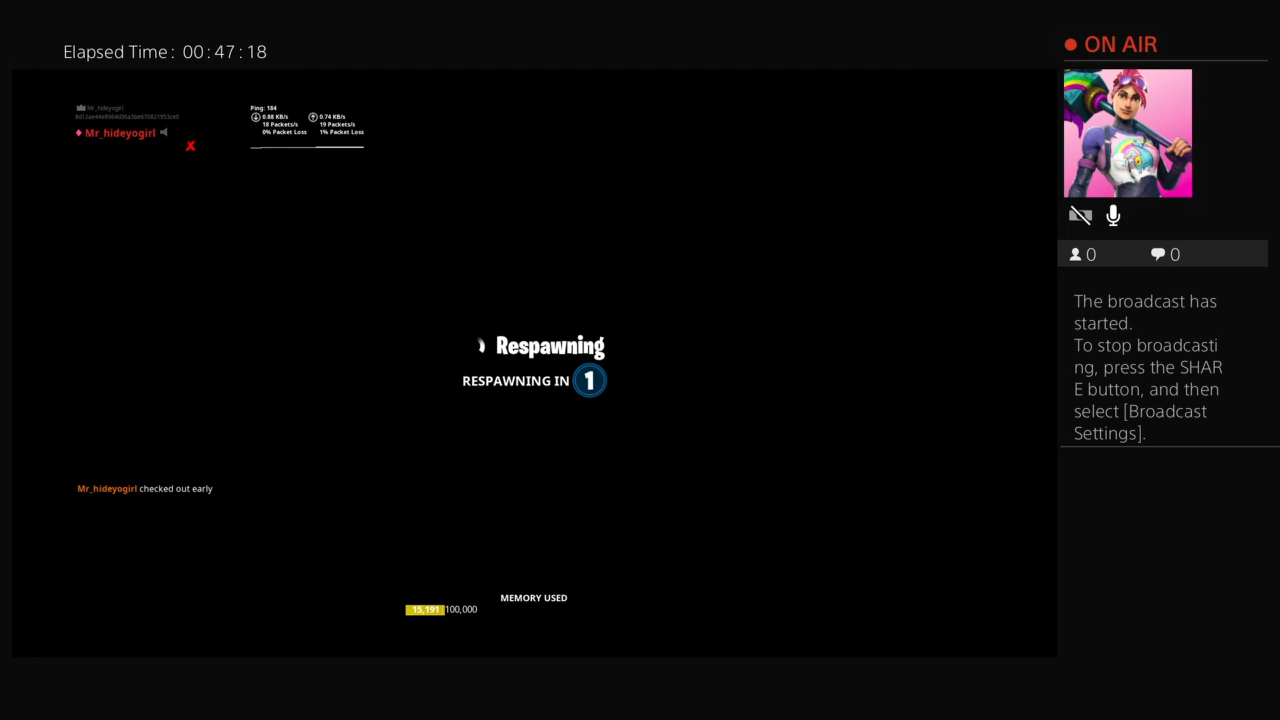 Elapsed Time: 00:47:18
ON AIR
Mr_hideyogirl
Mr_hideyogirl
X
Ping: 184
0.88 KB/s
18 Packets/s
0% Packet Loss
0.74 KB/s
19 Packets/s
1% Packet Loss
0
0
The broadcast has
started.
To stop broadcasti
ng, press the SHAR
E button, and then
select [Broadcast
Settings].
Respawning
RESPAWNING IN 1
Mr_hideyogirl checked out early
MEMORY USED
15,191 100,000